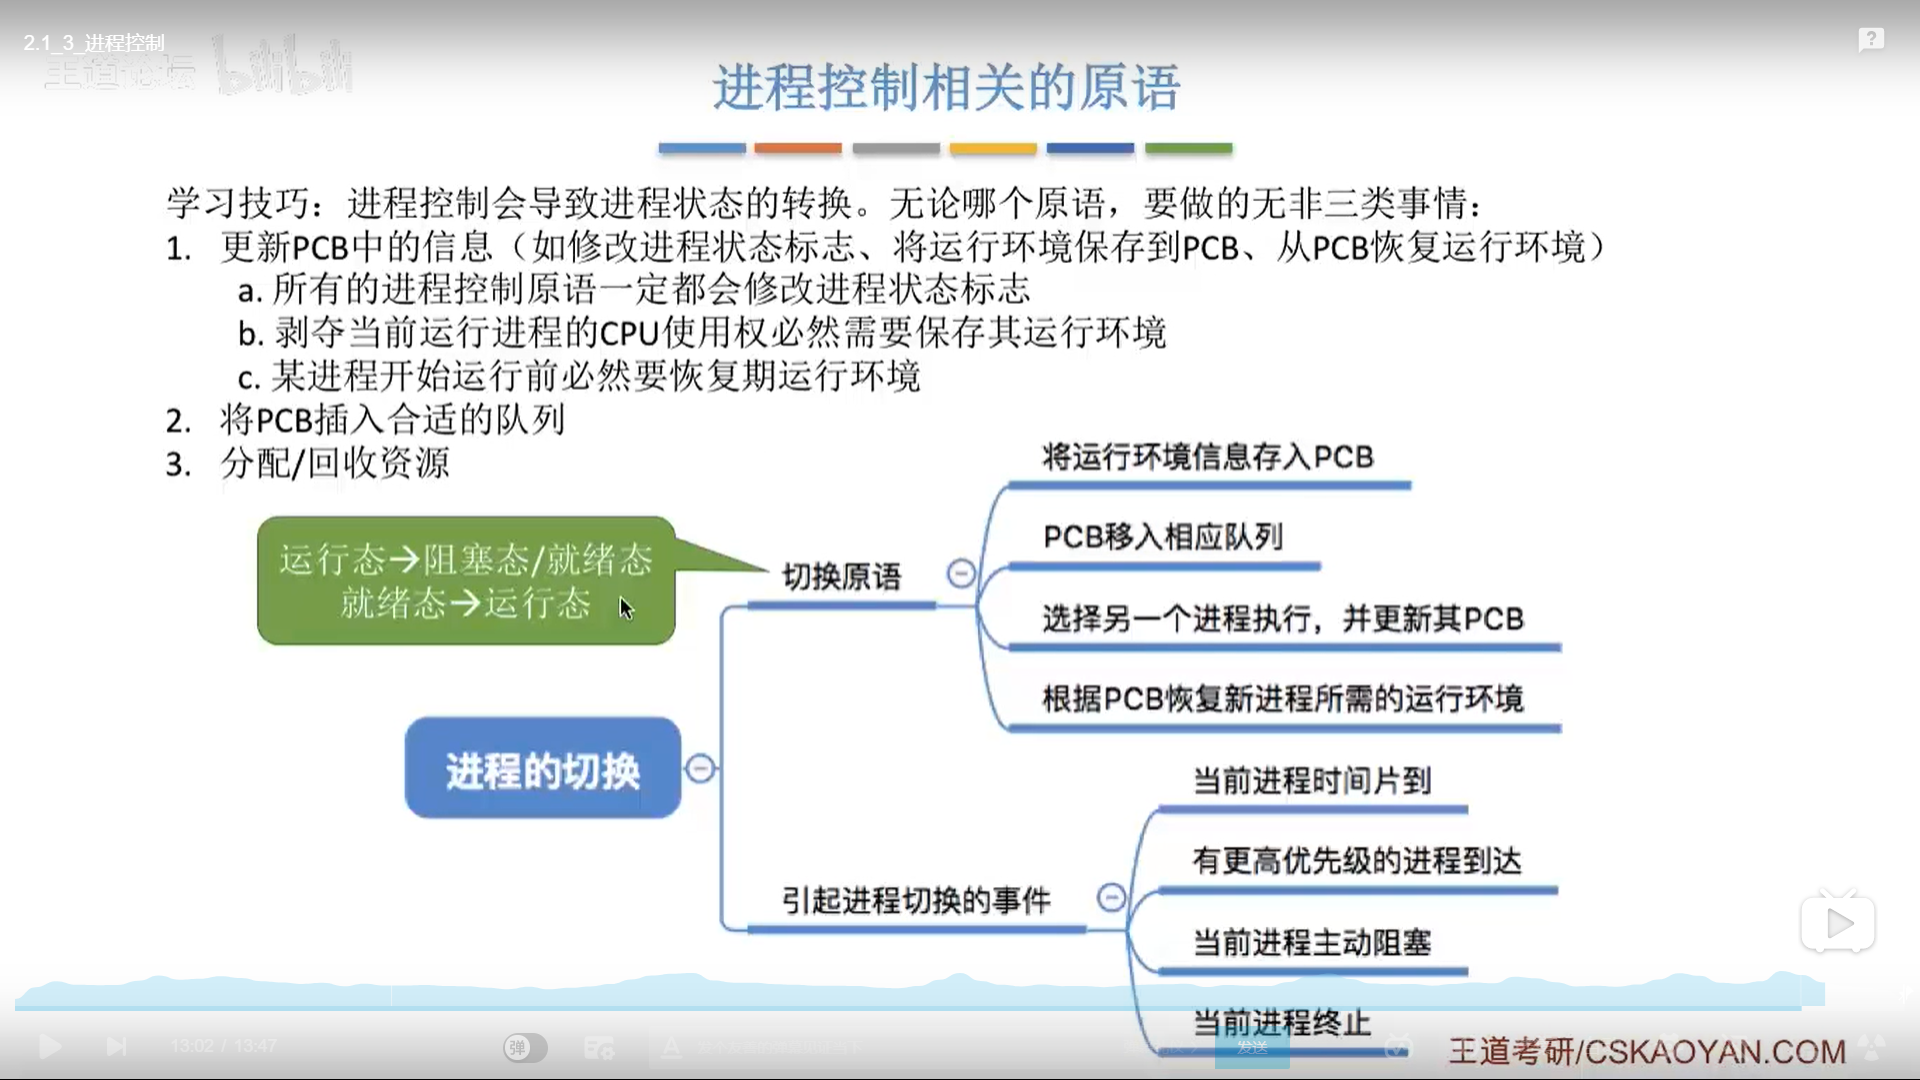 2.1_3_进程控制
王道论坛 bilibili
进程控制相关的原语
学习技巧：进程控制会导致进程状态的转换。无论哪个原语，要做的无非三类事情：
1. 更新PCB中的信息（如修改进程状态标志、将运行环境保存到PCB、从PCB恢复运行环境）
a. 所有的进程控制原语一定都会修改进程状态标志
b. 剥夺当前运行进程的CPU使用权必然需要保存其运行环境
c. 某进程开始运行前必然要恢复期运行环境
2. 将PCB插入合适的队列
3. 分配/回收资源
运行态→阻塞态/就绪态
就绪态→运行态
切换原语
将运行环境信息存入PCB
PCB移入相应队列
选择另一个进程执行，并更新其PCB
根据PCB恢复新进程所需的运行环境
进程的切换
引起进程切换的事件
当前进程时间片到
有更高优先级的进程到达
当前进程主动阻塞
当前进程终止
13:02 / 13:47
弹
发送
王道考研/CSKAOYAN.COM